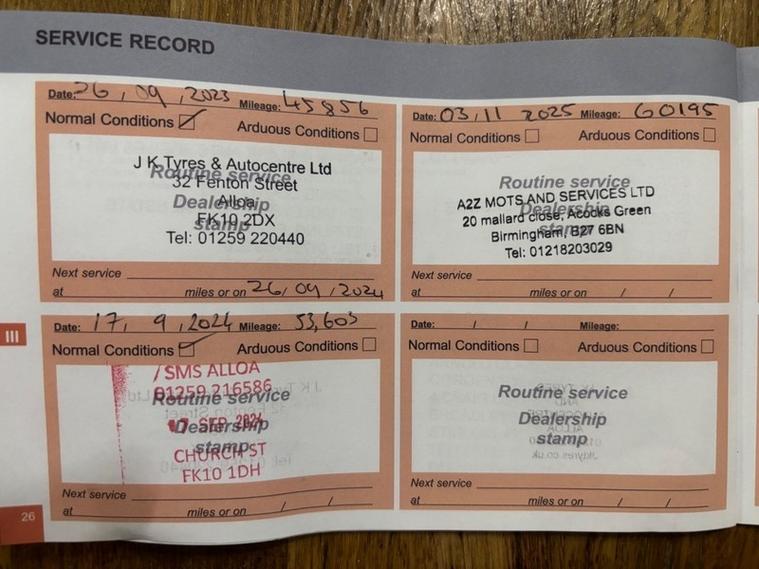 SERVICE RECORD
Date: 26 / 09 / 2023 Mileage: 45856
Normal Conditions Arduous Conditions
Routine service
Dealership
stamp
J K Tyres & Autocentre Ltd
32 Fenton Street
Alloa
FK10 2DX
Tel: 01259 220440
Next service
at miles or on 26/ 09 / 2024
Date: 03 / 11 / 2025 Mileage: 60195
Normal Conditions Arduous Conditions
Routine service
Dealership
stamp
A2Z MOTS AND SERVICES LTD
20 mallard close, Acocks Green
Birmingham, B27 6BN
Tel: 01218203029
Next service
at miles or on / /
III
Date: 17 / 9 / 2024 Mileage: 53,603
Normal Conditions Arduous Conditions
SMS ALLOA
01259 216586
Routine service
17 SEP 2024
Dealership
stamp
CHURCH ST
FK10 1DH
Next service
at miles or on / /
Date: / / Mileage:
Normal Conditions Arduous Conditions
Routine service
Dealership
stamp
Next service
at miles or on / /
26